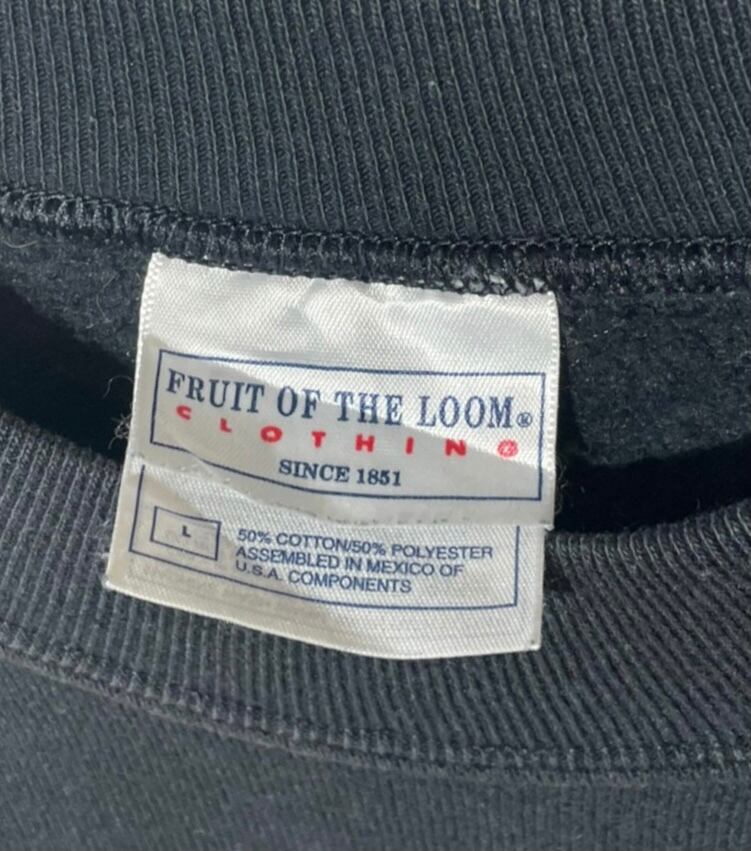 FRUIT OF THE LOOM®
CLOTHING
SINCE 1851
L
50% COTTON/50% POLYESTER
ASSEMBLED IN MEXICO OF
U.S.A. COMPONENTS